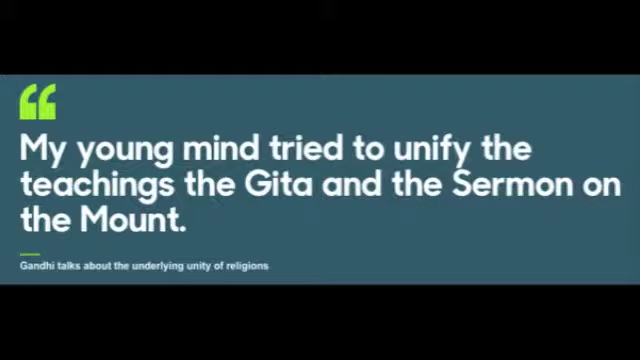 “
My young mind tried to unify the
teachings the Gita and the Sermon on
the Mount.
Gandhi talks about the underlying unity of religions